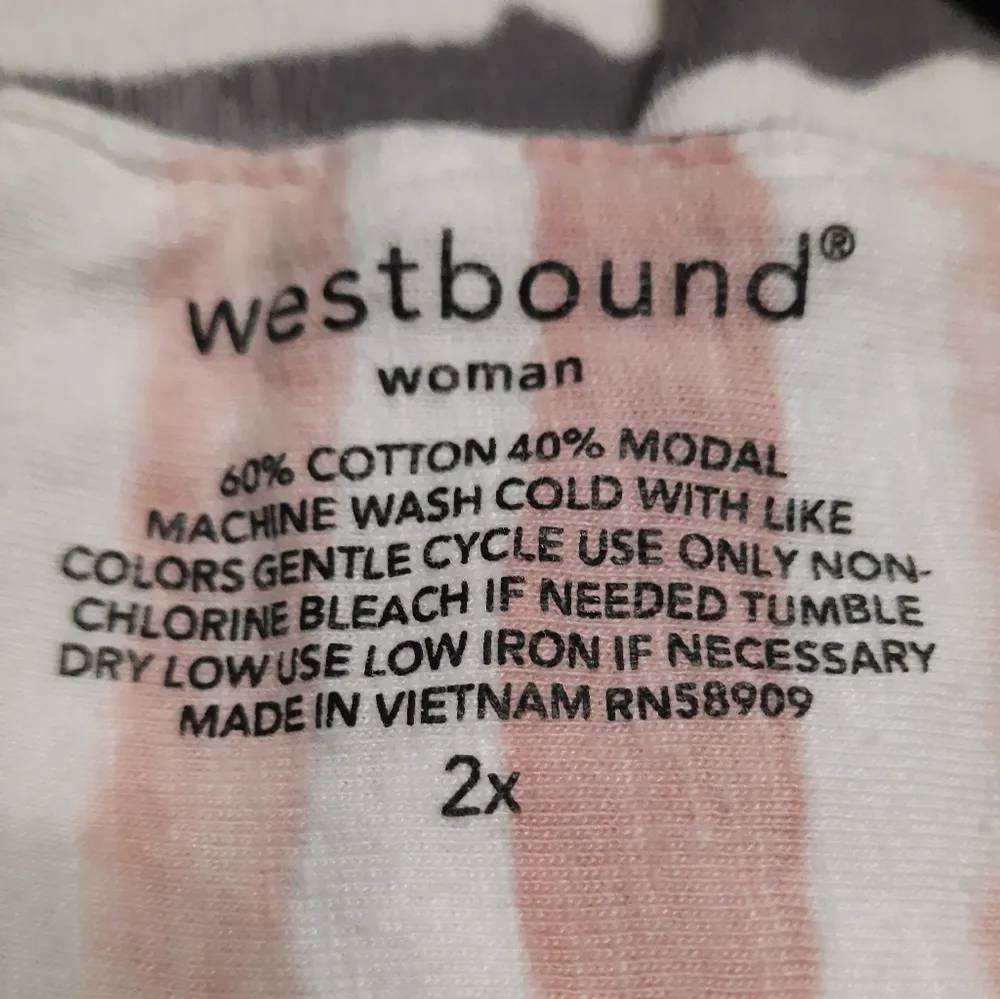 westbound®
woman
60% COTTON 40% MODAL
MACHINE WASH COLD WITH LIKE
COLORS GENTLE CYCLE USE ONLY NON-
CHLORINE BLEACH IF NEEDED TUMBLE
DRY LOW USE LOW IRON IF NECESSARY
MADE IN VIETNAM RN58909
2x